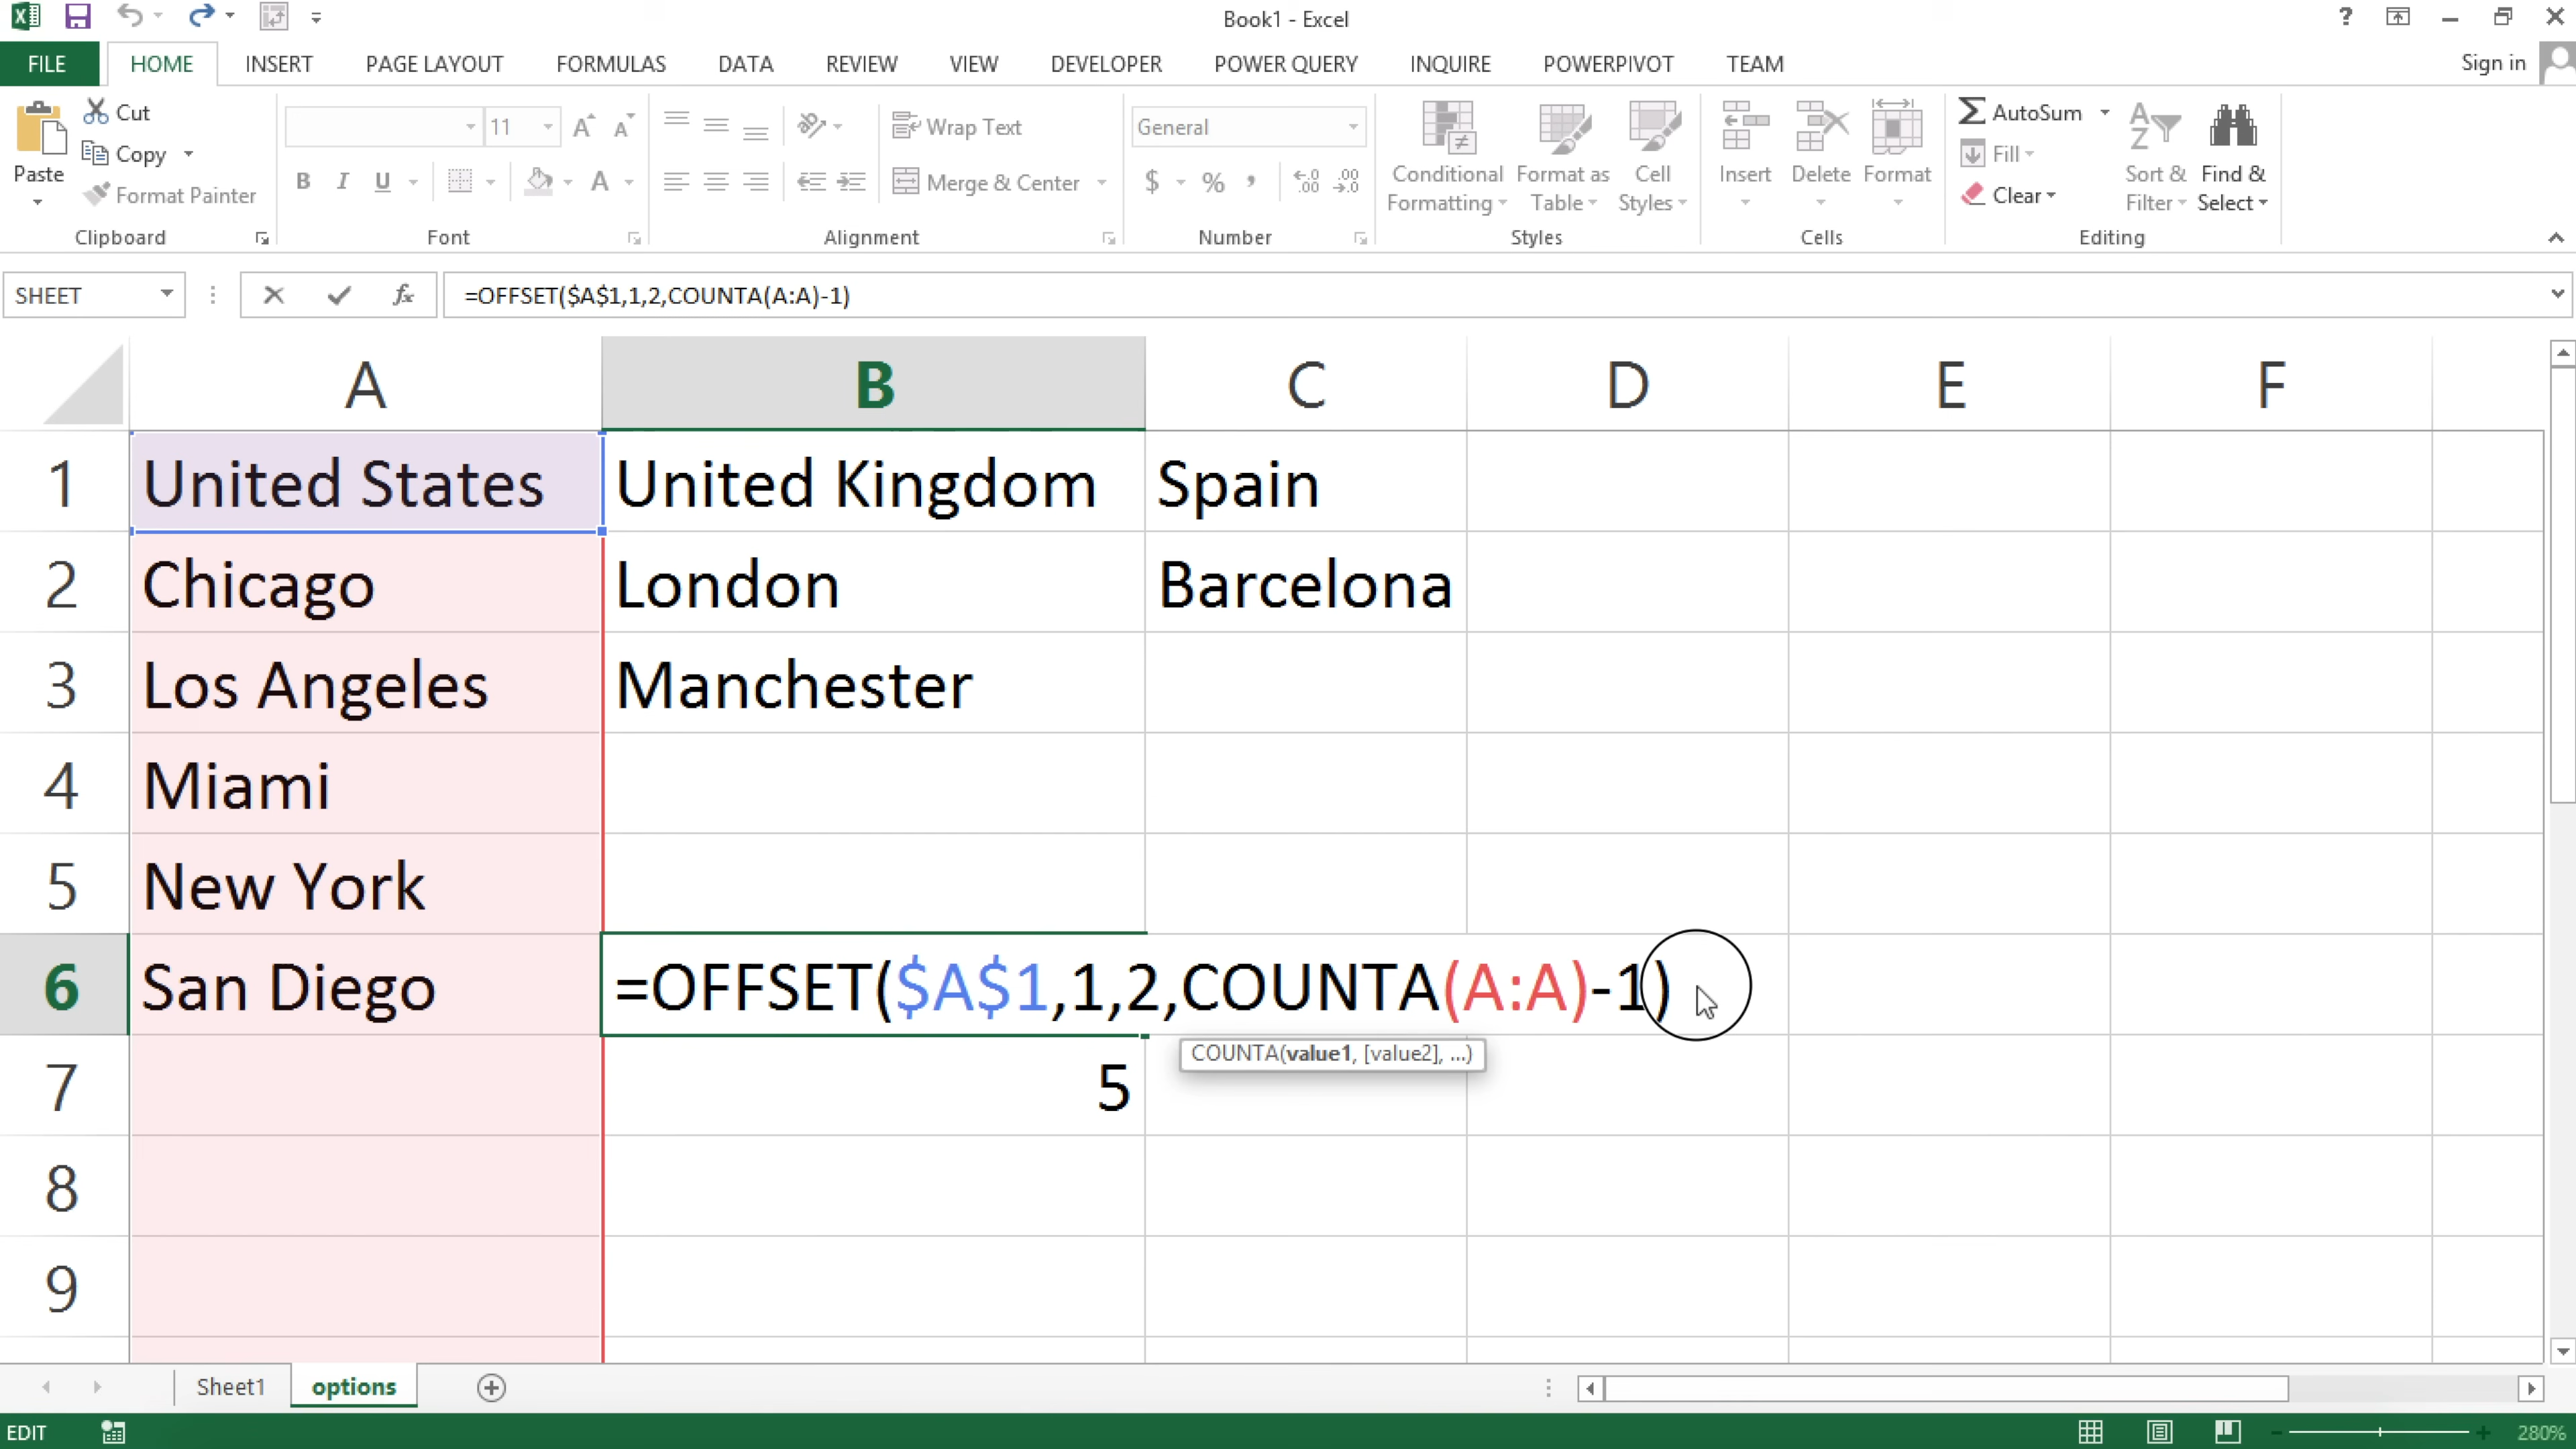 Book1 - Excel
?
FILE HOME INSERT PAGE LAYOUT FORMULAS DATA REVIEW VIEW DEVELOPER POWER QUERY INQUIRE POWERPIVOT TEAM Sign in
Paste
Cut
Copy
Format Painter
Clipboard
11
B I U
Font
Wrap Text
Merge & Center
Alignment
General
$ % ,
Number
Conditional
Formatting
Format as
Table
Cell
Styles
Styles
Insert
Delete
Format
Cells
AutoSum
Fill
Clear
Sort &
Filter
Find &
Select
Editing
SHEET fx =OFFSET($A$1,1,2,COUNTA(A:A)-1)
A B C D E F
1 United States United Kingdom Spain
2 Chicago London Barcelona
3 Los Angeles Manchester
4 Miami
5 New York
6 San Diego =OFFSET($A$1,1,2,COUNTA(A:A)-1)
COUNTA(value1, [value2], ...)
7 5
8
9
Sheet1 options
EDIT 280%